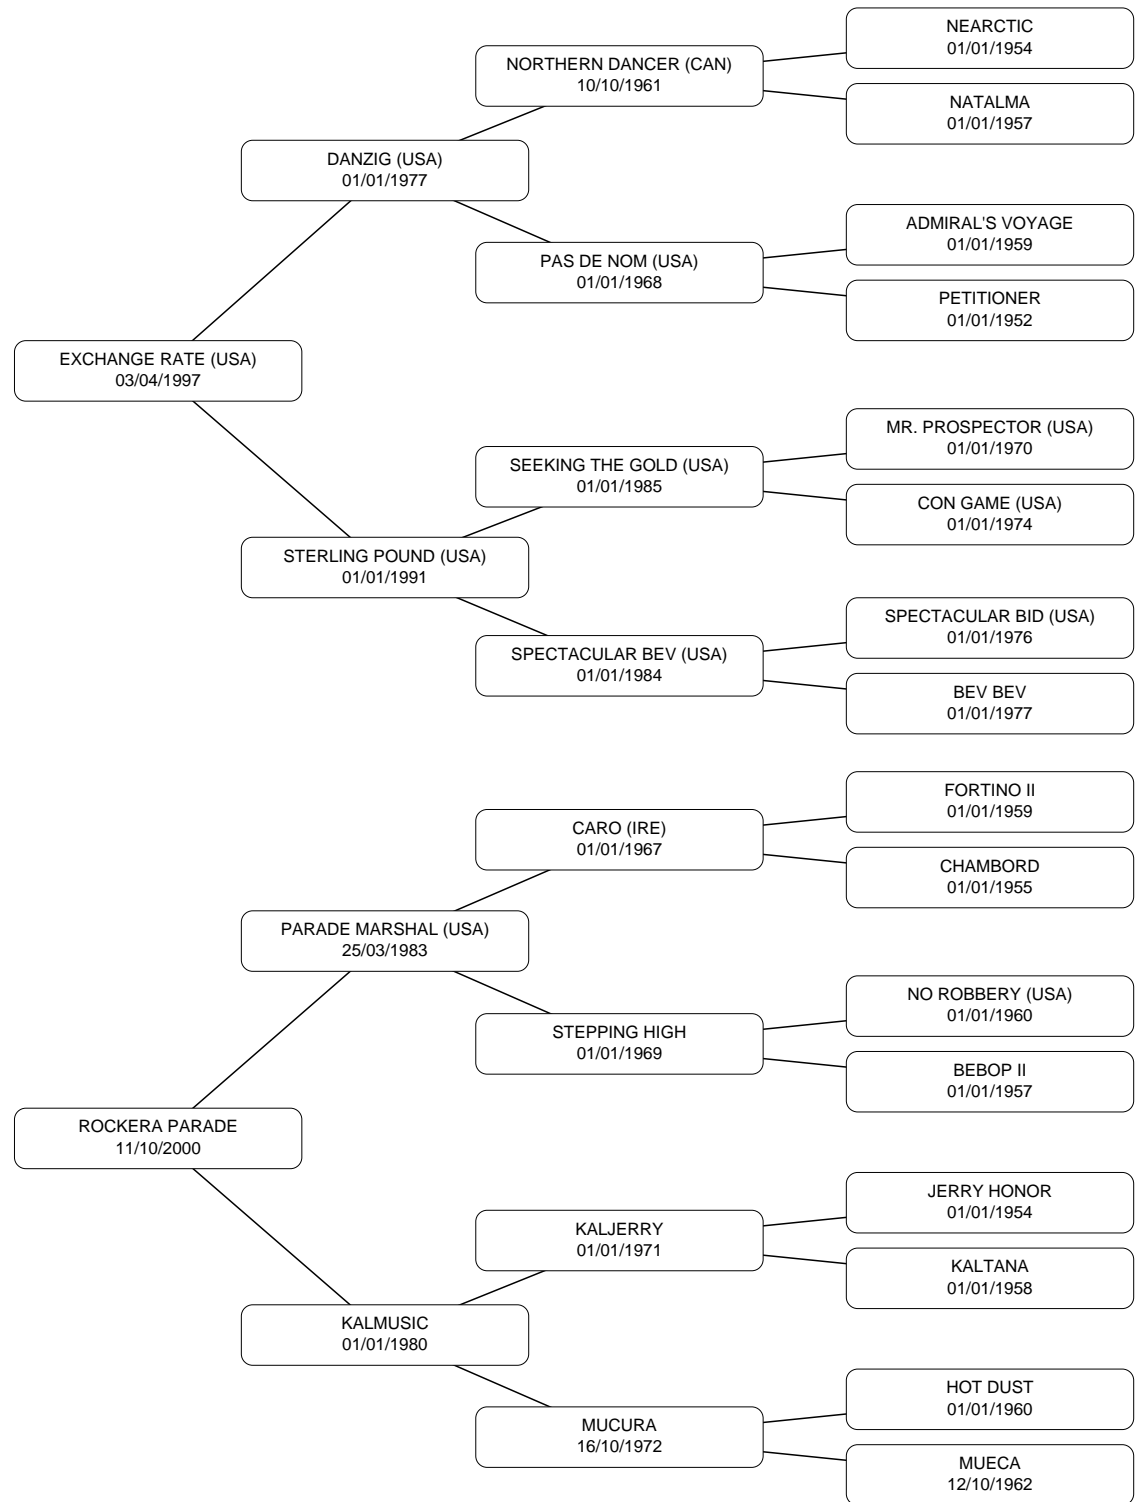 NEARCTIC
01/01/1954
NORTHERN DANCER (CAN)
10/10/1961
NATALMA
01/01/1957
DANZIG (USA)
01/01/1977
ADMIRAL'S VOYAGE
01/01/1959
PAS DE NOM (USA)
01/01/1968
PETITIONER
01/01/1952
EXCHANGE RATE (USA)
03/04/1997
MR. PROSPECTOR (USA)
01/01/1970
SEEKING THE GOLD (USA)
01/01/1985
CON GAME (USA)
01/01/1974
STERLING POUND (USA)
01/01/1991
SPECTACULAR BID (USA)
01/01/1976
SPECTACULAR BEV (USA)
01/01/1984
BEV BEV
01/01/1977
FORTINO II
01/01/1959
CARO (IRE)
01/01/1967
CHAMBORD
01/01/1955
PARADE MARSHAL (USA)
25/03/1983
NO ROBBERY (USA)
01/01/1960
STEPPING HIGH
01/01/1969
BEBOP II
01/01/1957
ROCKERA PARADE
11/10/2000
JERRY HONOR
01/01/1954
KALJERRY
01/01/1971
KALTANA
01/01/1958
KALMUSIC
01/01/1980
HOT DUST
01/01/1960
MUCURA
16/10/1972
MUECA
12/10/1962